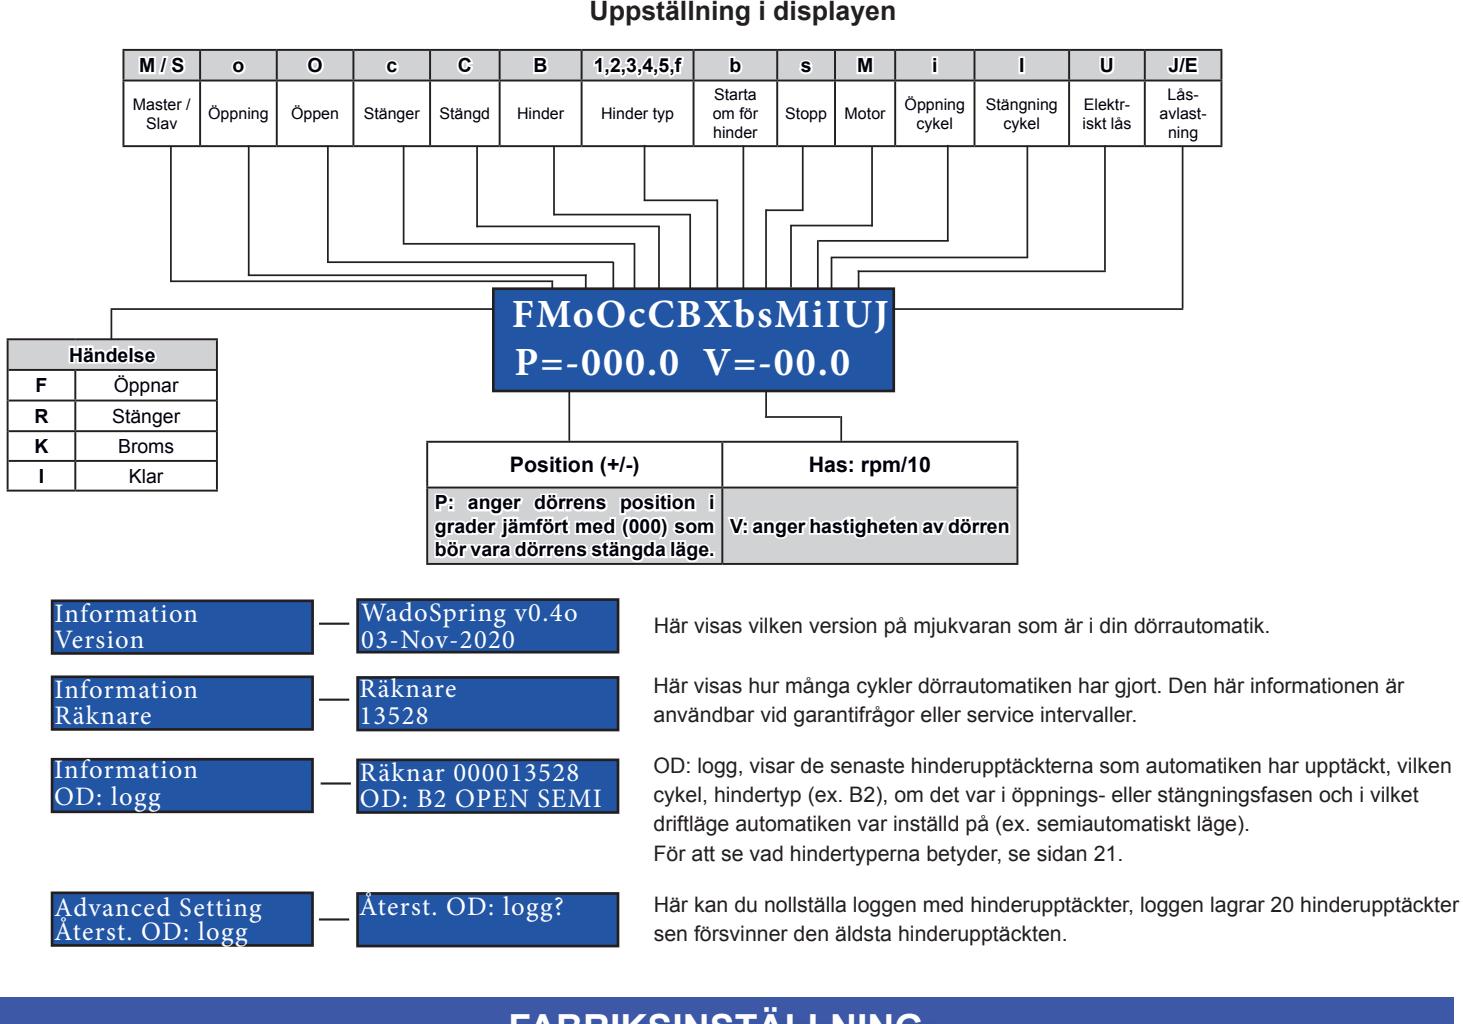 Uppställning i displayen
M / S o O c C B 1,2,3,4,5,f b s M i I U J/E
Master / Slav
Öppning
Öppen
Stänger
Stängd
Hinder
Hinder typ
Starta om för hinder
Stopp
Motor
Öppning cykel
Stängning cykel
Elektr-iskt lås
Lås-avlast-ning
FMoOcCBXbsMiIUJ
P=-000.0 V=-00.0
Händelse
F Öppnar
R Stänger
K Broms
I Klar
Position (+/-)
Has: rpm/10
P: anger dörrens position i
grader jämfört med (000) som
bör vara dörrens stängda läge.
V: anger hastigheten av dörren
Information
Version
WadoSpring v0.4o
03-Nov-2020
Här visas vilken version på mjukvaran som är i din dörrautomatik.
Information
Räknare
Räknare
13528
Här visas hur många cykler dörrautomatiken har gjort. Den här informationen är
användbar vid garantifrågor eller service intervaller.
Information
OD: logg
Räknar 000013528
OD: B2 OPEN SEMI
OD: logg, visar de senaste hinderupptäckterna som automatiken har upptäckt, vilken
cykel, hindertyp (ex. B2), om det var i öppnings- eller stängningsfasen och i vilket
driftläge automatiken var inställd på (ex. semiautomatiskt läge).
För att se vad hindertyperna betyder, se sidan 21.
Advanced Setting
Återst. OD: logg
Återst. OD: logg?
Här kan du nollställa loggen med hinderupptäckter, loggen lagrar 20 hinderupptäckter
sen försvinner den äldsta hinderupptäckten.
FABRIKSINSTÄLLNING